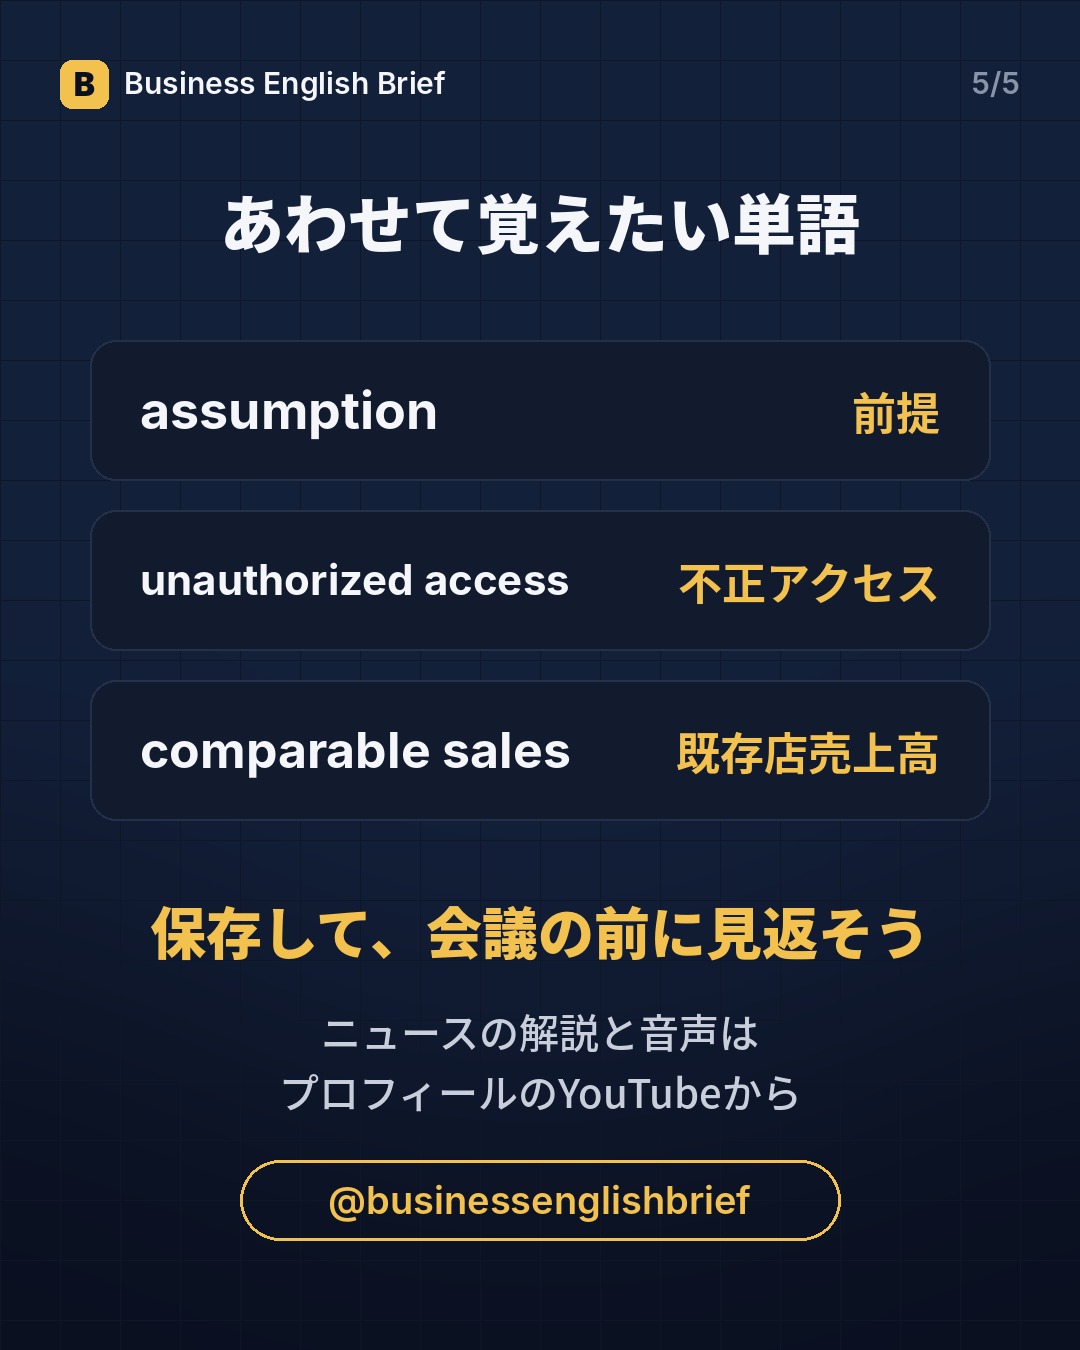 B Business English Brief 5/5
あわせて覚えたい単語
assumption 前提
unauthorized access 不正アクセス
comparable sales 既存店売上高
保存して、会議の前に見返そう
ニュースの解説と音声は
プロフィールのYouTubeから
@businessenglishbrief